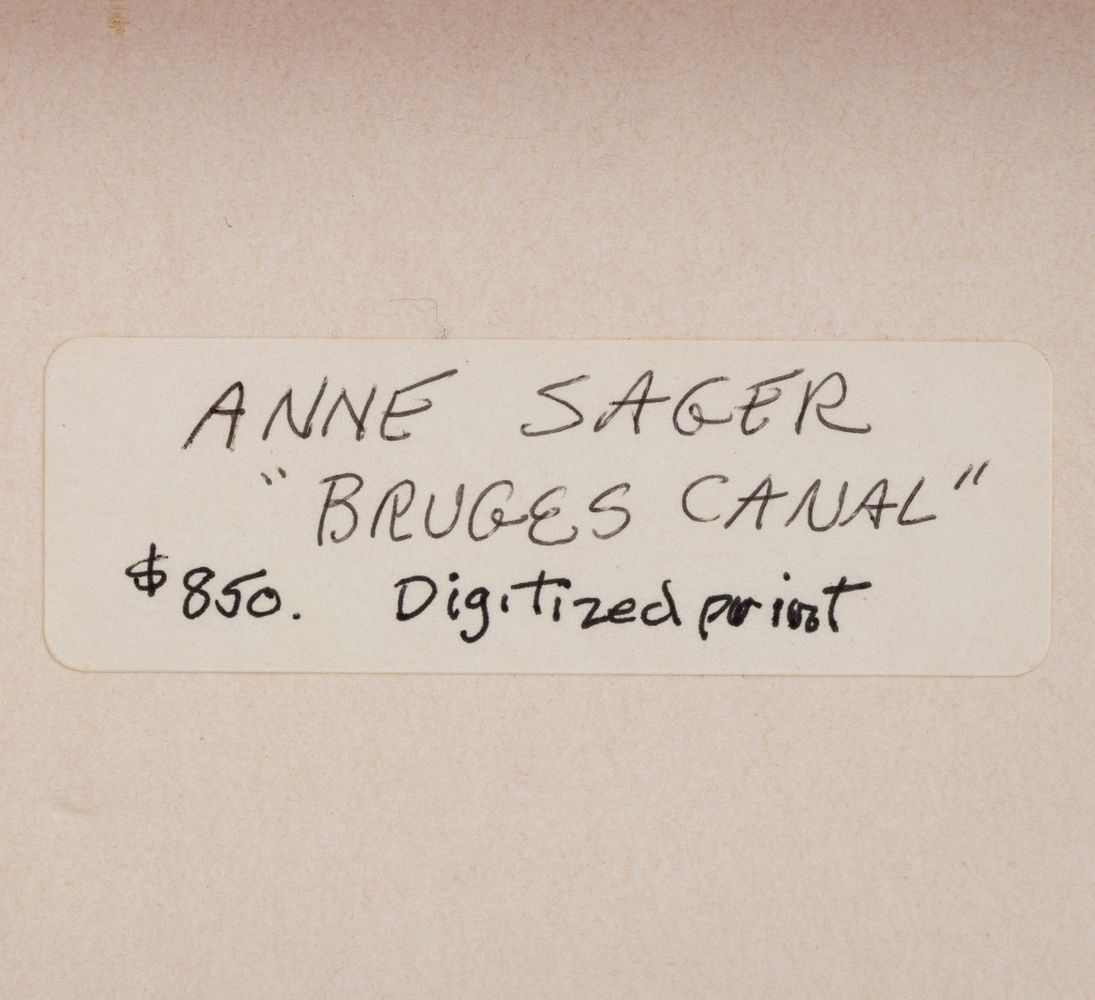 ANNE SAGER
"BRUGES CANAL"
$850. Digitized print